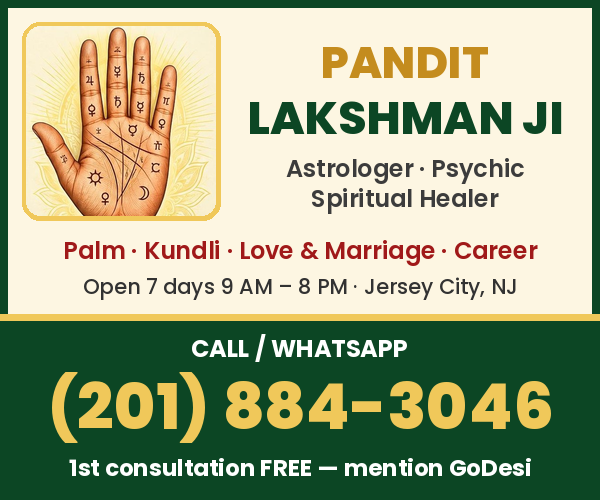 PANDIT
LAKSHMAN JI
Astrologer · Psychic
Spiritual Healer
Palm · Kundli · Love & Marriage · Career
Open 7 days 9 AM – 8 PM · Jersey City, NJ
CALL / WHATSAPP
(201) 884-3046
1st consultation FREE — mention GoDesi